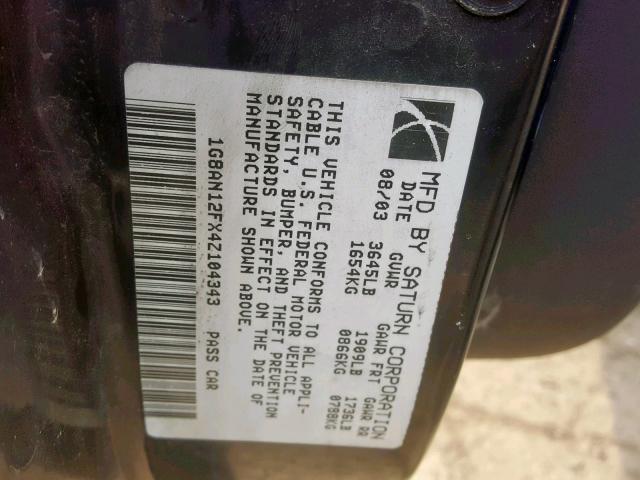 MFD BY SATURN CORPORATION
DATE GVWR GAWR FRT GAWR RR
08/03 3645LB 1909LB 1736LB
1654KG 0866KG 0788KG
THIS VEHICLE CONFORMS TO ALL APPLI-
CABLE U.S. FEDERAL MOTOR VEHICLE
SAFETY, BUMPER, AND THEFT PREVENTION
STANDARDS IN EFFECT ON THE DATE OF
MANUFACTURE SHOWN ABOVE.
1G8AN12FX4Z104343 PASS CAR